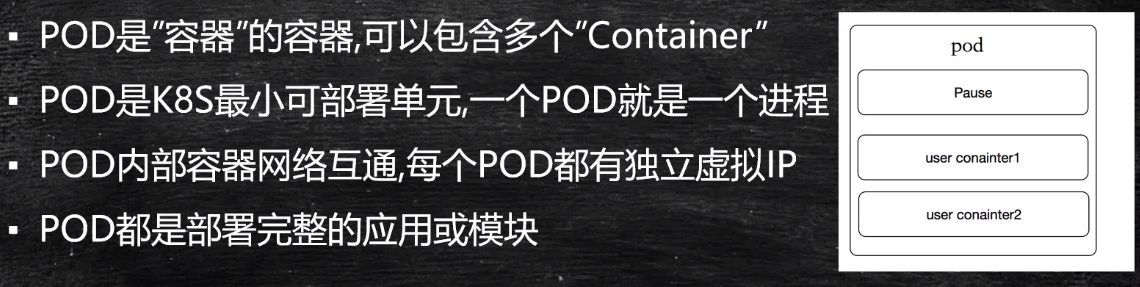 ▪ POD是"容器"的容器,可以包含多个"Container"
▪ POD是K8S最小可部署单元,一个POD就是一个进程
▪ POD内部容器网络互通,每个POD都有独立虚拟IP
▪ POD都是部署完整的应用或模块
pod
Pause
user conainter1
user conainter2